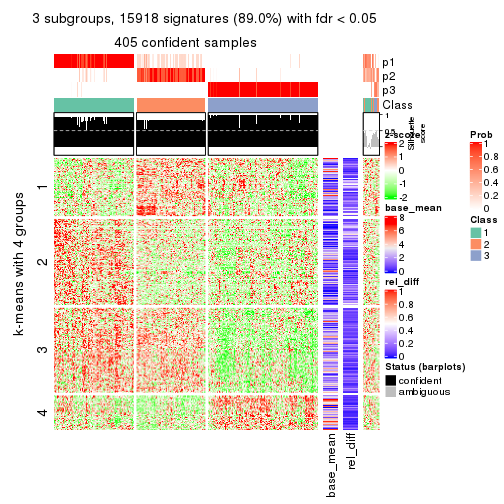 3 subgroups, 15918 signatures (89.0%) with fdr < 0.05
405 confident samples
p1
p2
p3
Class
1
0.5
0
Silhouette
score
k-means with 4 groups
1
2
3
4
base_mean
rel_diff
z-score
2
1
0
-1
-2
base_mean
8
6
4
2
0
rel_diff
1
0.8
0.6
0.4
0.2
0
Status (barplots)
confident
ambiguous
Prob
1
0.8
0.6
0.4
0.2
0
Class
1
2
3